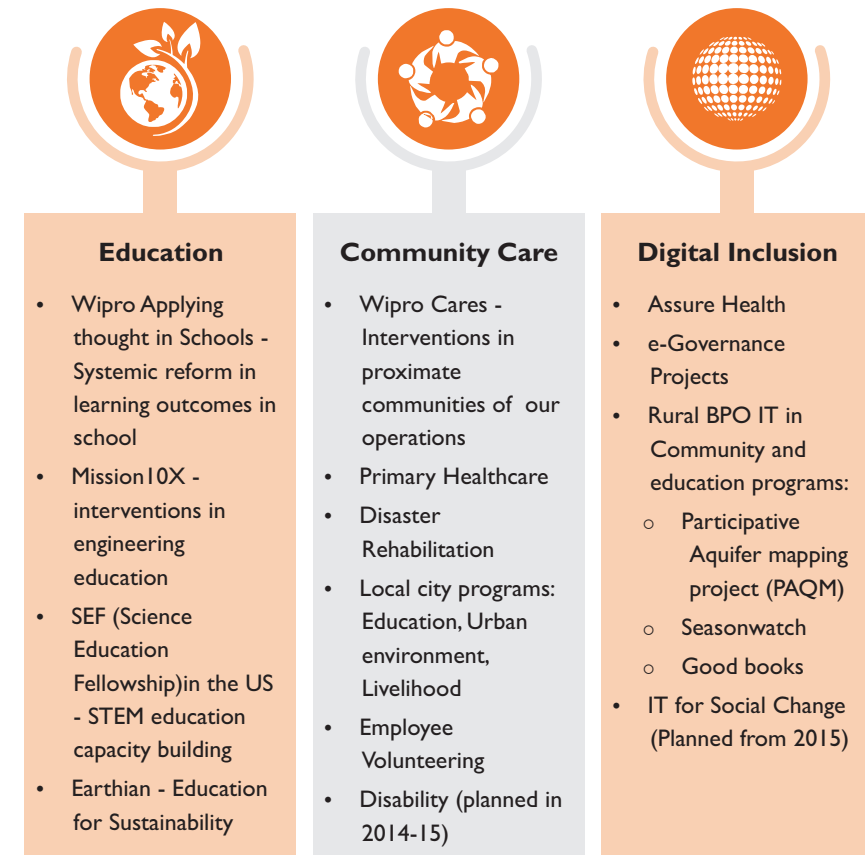 Education
• Wipro Applying
thought in Schools -
Systemic reform in
learning outcomes in
school
• Mission10X -
interventions in
engineering
education
• SEF (Science
Education
Fellowship)in the US
- STEM education
capacity building
• Earthian - Education
for Sustainability
Community Care
• Wipro Cares -
Interventions in
proximate
communities of our
operations
• Primary Healthcare
• Disaster
Rehabilitation
• Local city programs:
Education, Urban
environment,
Livelihood
• Employee
Volunteering
• Disability (planned in
2014-15)
Digital Inclusion
• Assure Health
• e-Governance
Projects
• Rural BPO IT in
Community and
education programs:
o Participative
Aquifer mapping
project (PAQM)
o Seasonwatch
o Good books
• IT for Social Change
(Planned from 2015)